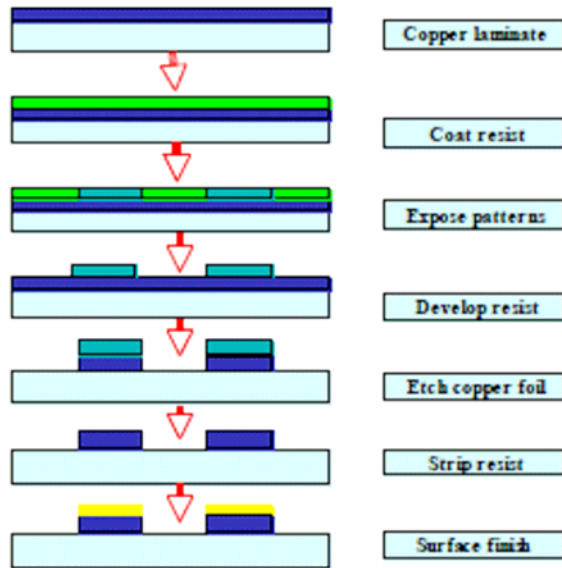 Copper laminate
Coat resist
Expose patterns
Develop resist
Etch copper foil
Strip resist
Surface finish